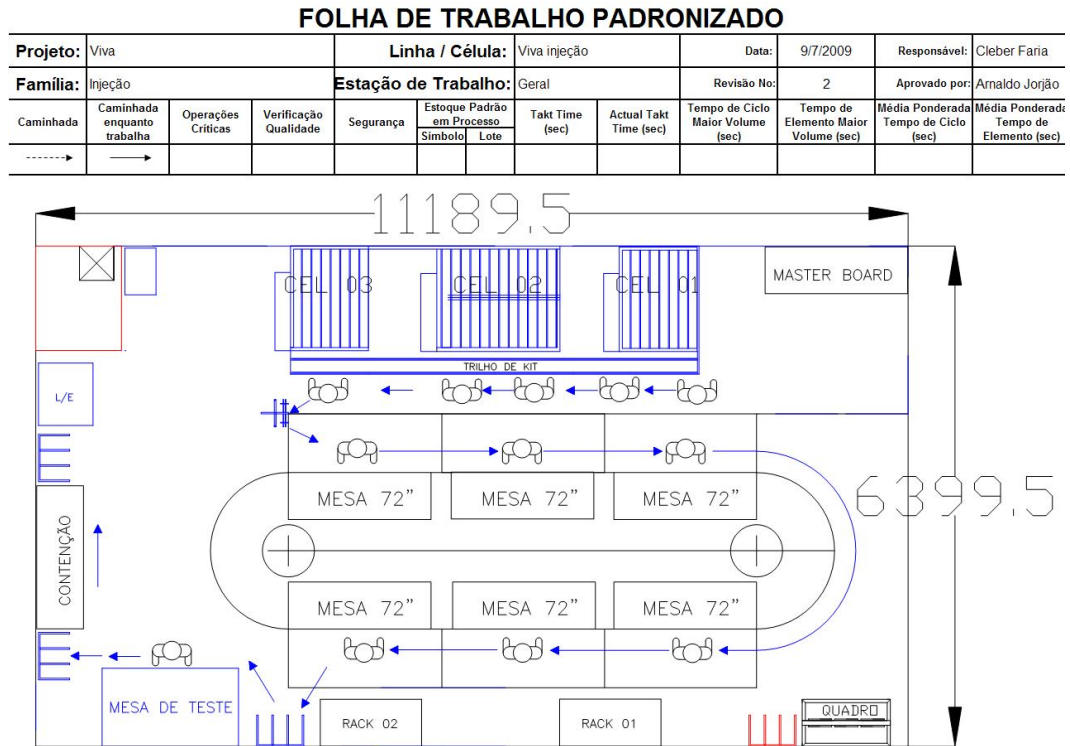 FOLHA DE TRABALHO PADRONIZADO
Projeto: Viva Linha / Célula: Viva injeção Data: 9/7/2009 Responsável: Cleber Faria
Família: Injeção Estação de Trabalho: Geral Revisão No: 2 Aprovado por: Arnaldo Jorjão
Caminhada
Caminhada
enquanto
trabalha
Operações
Críticas
Verificação
Qualidade
Segurança
Estoque Padrão
em Processo
Símbolo Lote
Takt Time
(sec)
Actual Takt
Time (sec)
Tempo de Ciclo
Maior Volume
(sec)
Tempo de
Elemento Maior
Volume (sec)
Média Ponderada
Tempo de Ciclo
(sec)
Média Ponderada
Tempo de
Elemento (sec)
11189.5
CEL 03 CEL 02 CEL 01 MASTER BOARD
TRILHO DE KIT
L/E
6399.5
MESA 72" MESA 72" MESA 72"
CONTENÇÃO
MESA 72" MESA 72" MESA 72"
MESA DE TESTE
RACK 02 RACK 01 QUADRO